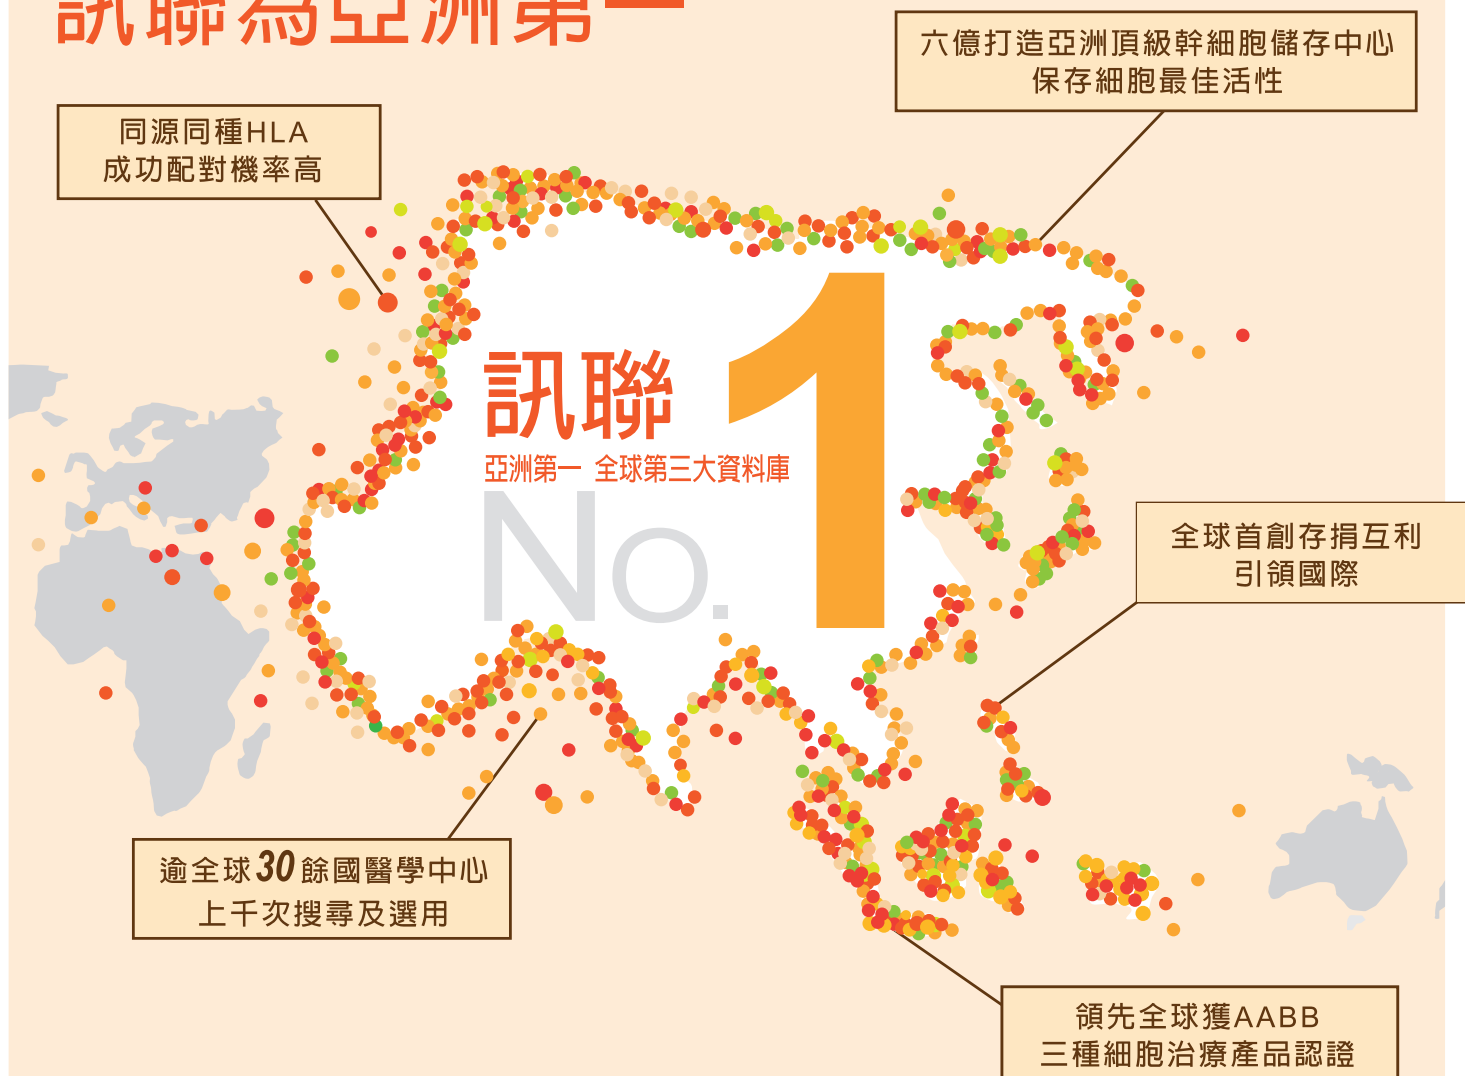 訊聯為亞洲第一
六億打造亞洲頂級幹細胞儲存中心
保存細胞最佳活性
同源同種HLA
成功配對機率高
訊聯
亞洲第一 全球第三大資料庫
No.1
全球首創存捐互利
引領國際
逾全球30餘國醫學中心
上千次搜尋及選用
領先全球獲AABB
三種細胞治療產品認證